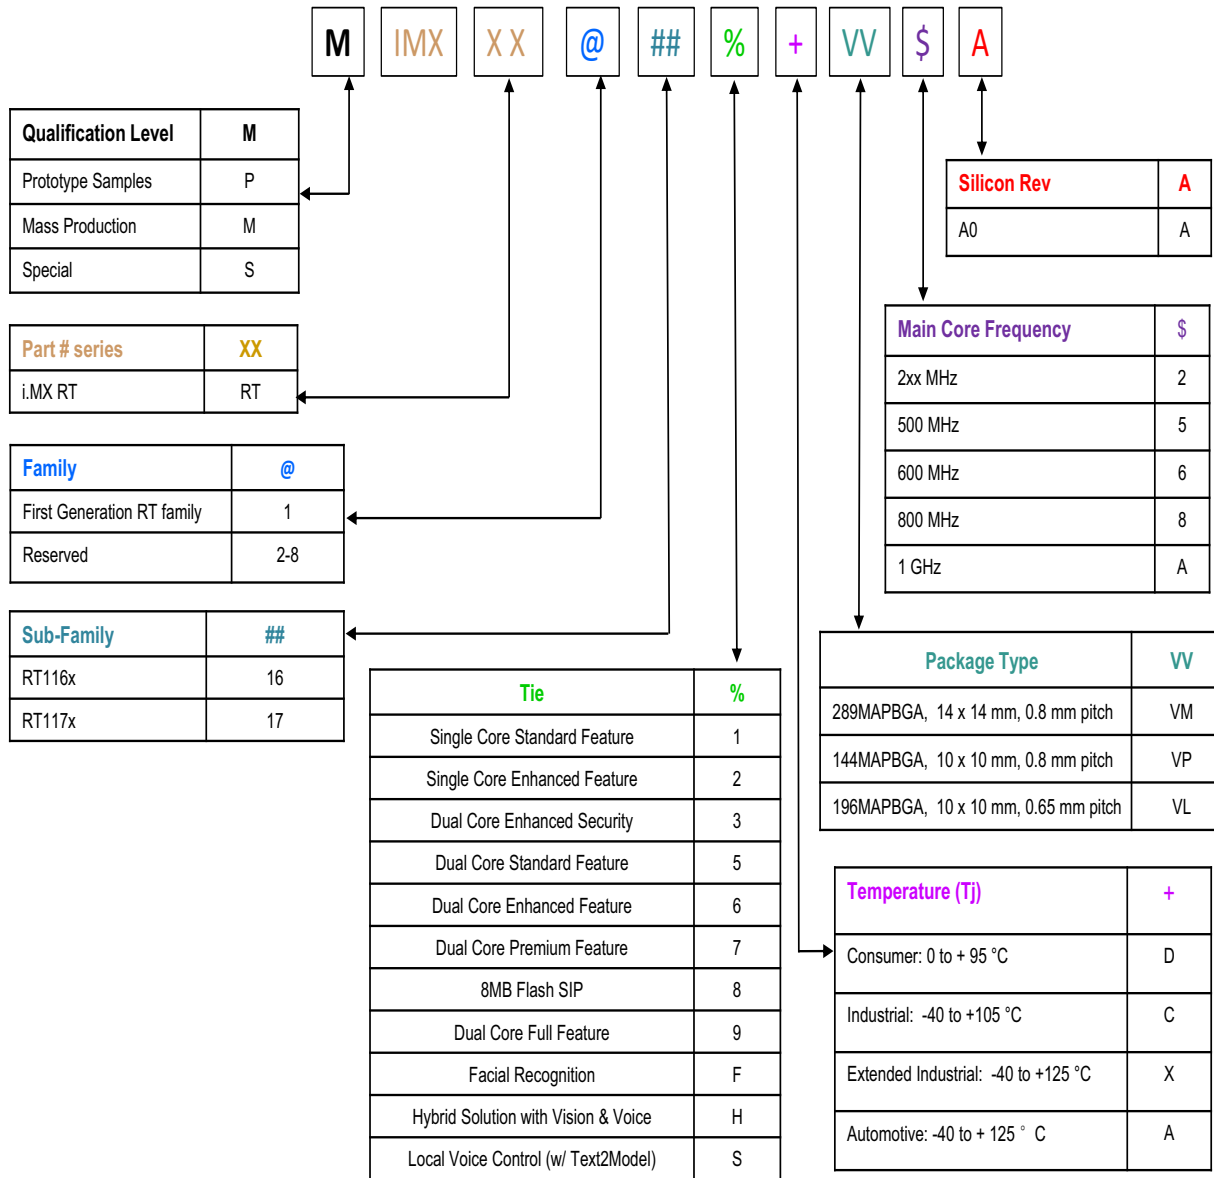 M IMX XX @ ## % + VV $ A
Qualification Level M
Prototype Samples P
Mass Production M
Special S
Part # series XX
i.MX RT RT
Family @
First Generation RT family 1
Reserved 2-8
Sub-Family ##
RT116x 16
RT117x 17
Tie %
Single Core Standard Feature 1
Single Core Enhanced Feature 2
Dual Core Enhanced Security 3
Dual Core Standard Feature 5
Dual Core Enhanced Feature 6
Dual Core Premium Feature 7
8MB Flash SIP 8
Dual Core Full Feature 9
Facial Recognition F
Hybrid Solution with Vision & Voice H
Local Voice Control (w/ Text2Model) S
Silicon Rev A
A0 A
Main Core Frequency $
2xx MHz 2
500 MHz 5
600 MHz 6
800 MHz 8
1 GHz A
Package Type VV
289MAPBGA, 14 x 14 mm, 0.8 mm pitch VM
144MAPBGA, 10 x 10 mm, 0.8 mm pitch VP
196MAPBGA, 10 x 10 mm, 0.65 mm pitch VL
Temperature (Tj) +
Consumer: 0 to + 95 °C D
Industrial: -40 to +105 °C C
Extended Industrial: -40 to +125 °C X
Automotive: -40 to + 125 ° C A